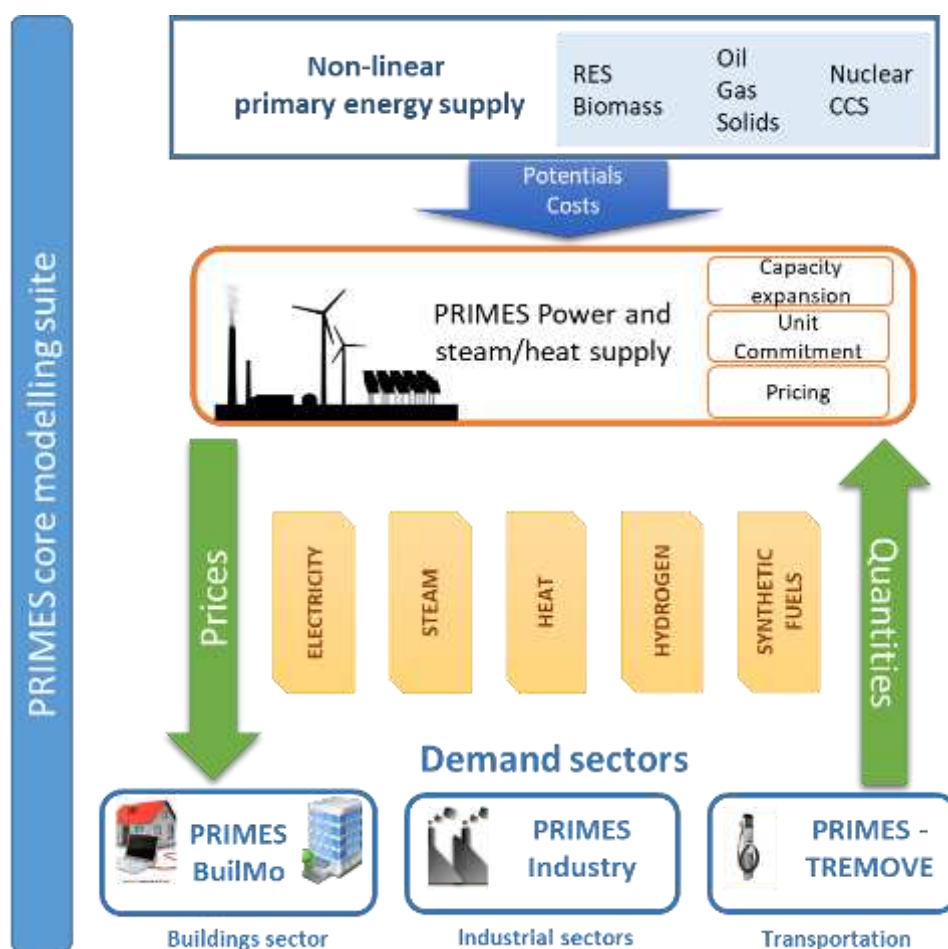 PRIMES core modelling suite
Non-linear
primary energy supply
RES
Biomass
Oil
Gas
Solids
Nuclear
CCS
Potentials
Costs
PRIMES Power and
steam/heat supply
Capacity
expansion
Unit
Commitment
Pricing
Prices
ELECTRICITY
STEAM
HEAT
HYDROGEN
SYNTHETIC
FUELS
Quantities
Demand sectors
PRIMES
BuilMo
PRIMES
Industry
PRIMES -
TREMOVE
Buildings sector
Industrial sectors
Transportation